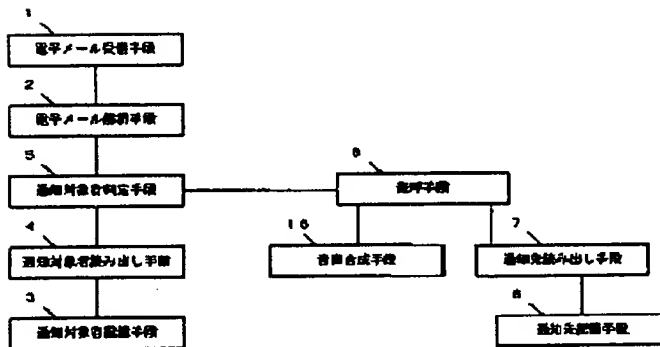 1
電子メール受信手段
2
電子メール解析手段
5
通知対象者判定手段
4
通知対象者読み出し手段
3
通知対象者記憶手段
発呼手段
16
音声合成手段
7
通知先読み出し手段
通知先記憶手段